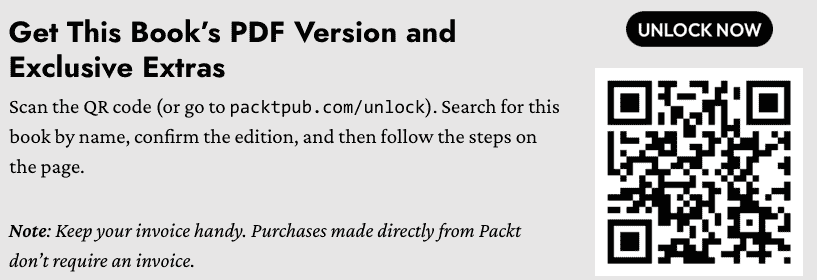 Get This Book’s PDF Version and
Exclusive Extras
Scan the QR code (or go to packtpub.com/unlock). Search for this
book by name, confirm the edition, and then follow the steps on
the page.
Note: Keep your invoice handy. Purchases made directly from Packt
don’t require an invoice.
UNLOCK NOW